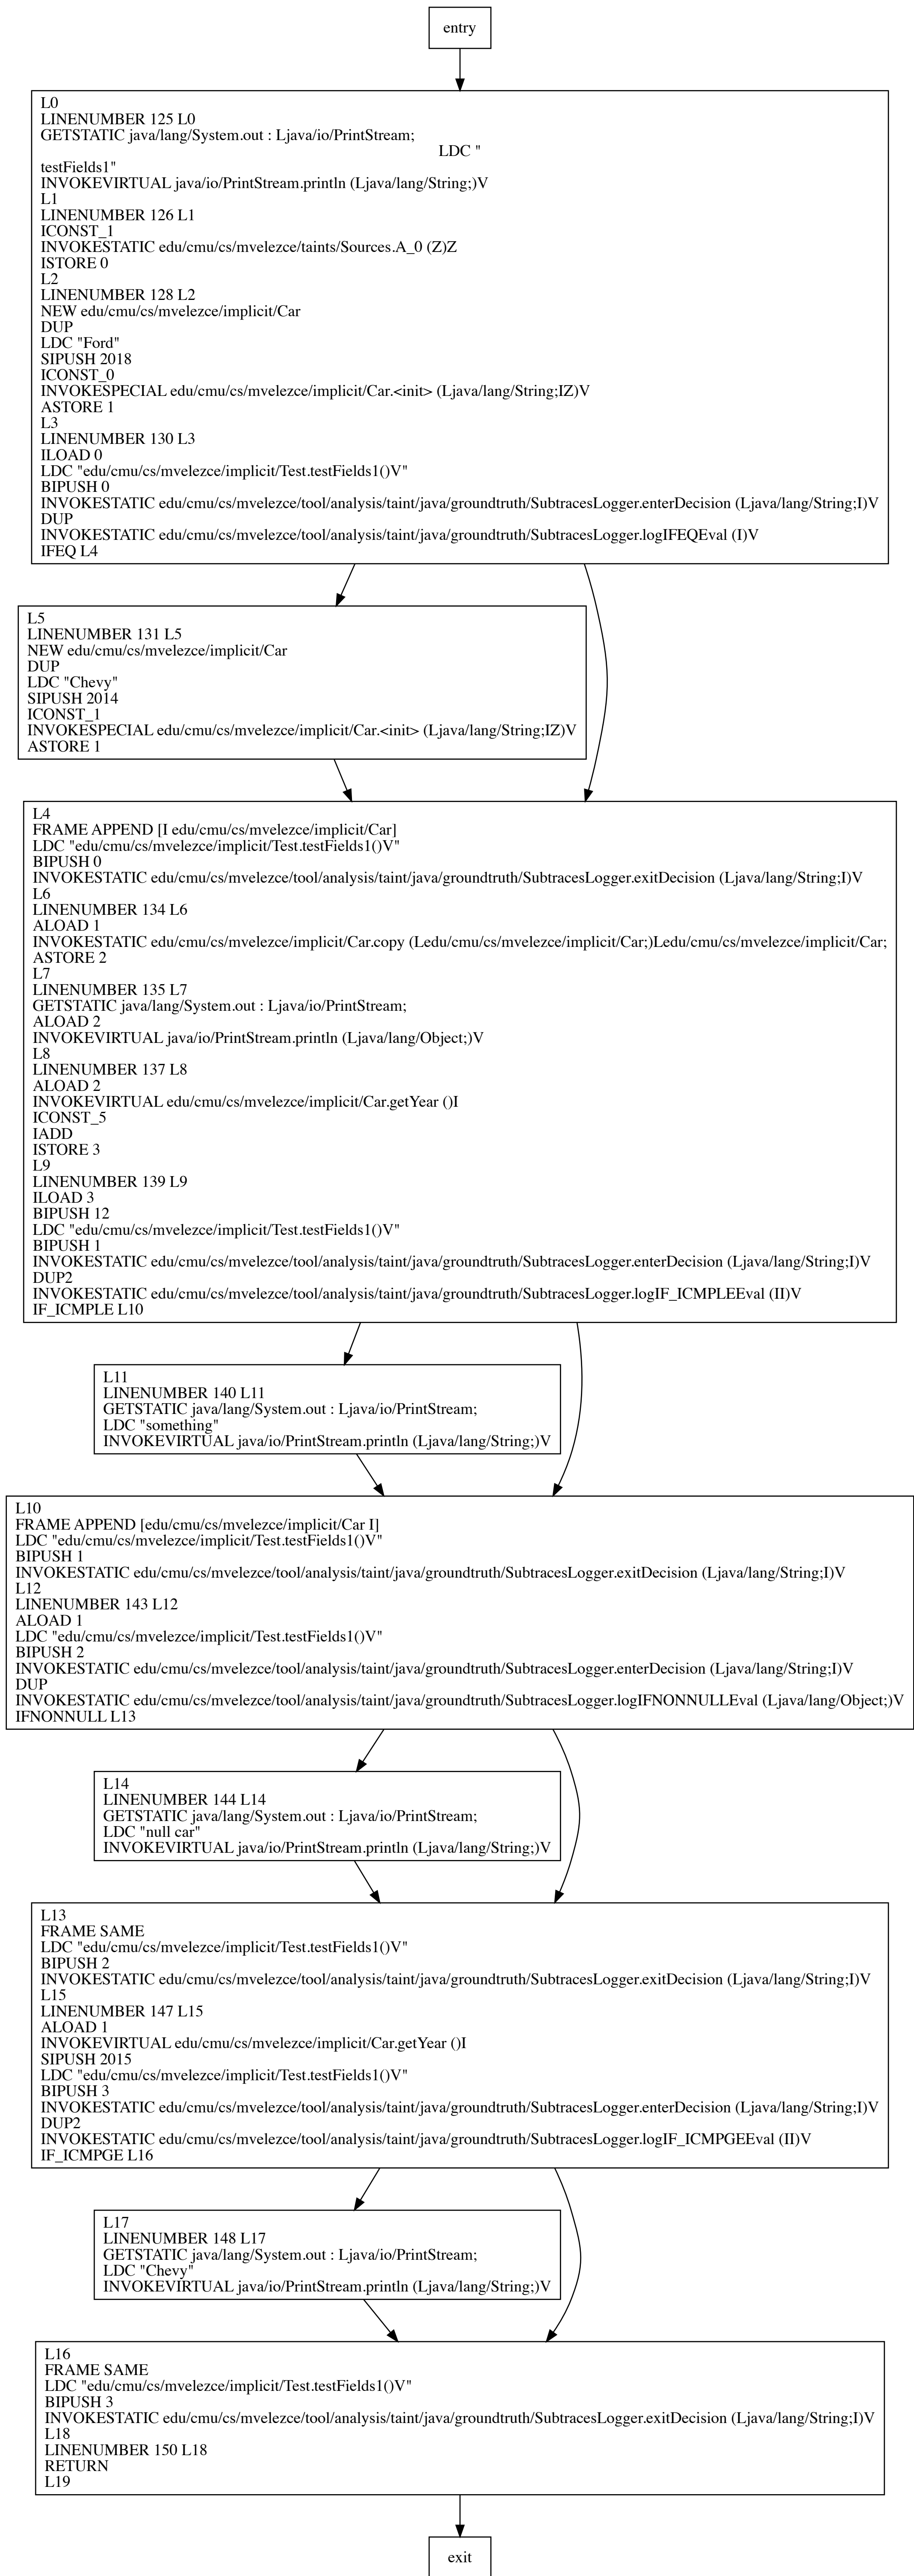 entry
L0
LINENUMBER 125 L0
GETSTATIC java/lang/System.out : Ljava/io/PrintStream;
LDC "
testFields1"
INVOKEVIRTUAL java/io/PrintStream.println (Ljava/lang/String;)V
L1
LINENUMBER 126 L1
ICONST_1
INVOKESTATIC edu/cmu/cs/mvelezce/taints/Sources.A_0 (Z)Z
ISTORE 0
L2
LINENUMBER 128 L2
NEW edu/cmu/cs/mvelezce/implicit/Car
DUP
LDC "Ford"
SIPUSH 2018
ICONST_0
INVOKESPECIAL edu/cmu/cs/mvelezce/implicit/Car.<init> (Ljava/lang/String;IZ)V
ASTORE 1
L3
LINENUMBER 130 L3
ILOAD 0
LDC "edu/cmu/cs/mvelezce/implicit/Test.testFields1()V"
BIPUSH 0
INVOKESTATIC edu/cmu/cs/mvelezce/tool/analysis/taint/java/groundtruth/SubtracesLogger.enterDecision (Ljava/lang/String;I)V
DUP
INVOKESTATIC edu/cmu/cs/mvelezce/tool/analysis/taint/java/groundtruth/SubtracesLogger.logIFEQEval (I)V
IFEQ L4
L5
LINENUMBER 131 L5
NEW edu/cmu/cs/mvelezce/implicit/Car
DUP
LDC "Chevy"
SIPUSH 2014
ICONST_1
INVOKESPECIAL edu/cmu/cs/mvelezce/implicit/Car.<init> (Ljava/lang/String;IZ)V
ASTORE 1
L4
FRAME APPEND [I edu/cmu/cs/mvelezce/implicit/Car]
LDC "edu/cmu/cs/mvelezce/implicit/Test.testFields1()V"
BIPUSH 0
INVOKESTATIC edu/cmu/cs/mvelezce/tool/analysis/taint/java/groundtruth/SubtracesLogger.exitDecision (Ljava/lang/String;I)V
L6
LINENUMBER 134 L6
ALOAD 1
INVOKESTATIC edu/cmu/cs/mvelezce/implicit/Car.copy (Ledu/cmu/cs/mvelezce/implicit/Car;)Ledu/cmu/cs/mvelezce/implicit/Car;
ASTORE 2
L7
LINENUMBER 135 L7
GETSTATIC java/lang/System.out : Ljava/io/PrintStream;
ALOAD 2
INVOKEVIRTUAL java/io/PrintStream.println (Ljava/lang/Object;)V
L8
LINENUMBER 137 L8
ALOAD 2
INVOKEVIRTUAL edu/cmu/cs/mvelezce/implicit/Car.getYear ()I
ICONST_5
IADD
ISTORE 3
L9
LINENUMBER 139 L9
ILOAD 3
BIPUSH 12
LDC "edu/cmu/cs/mvelezce/implicit/Test.testFields1()V"
BIPUSH 1
INVOKESTATIC edu/cmu/cs/mvelezce/tool/analysis/taint/java/groundtruth/SubtracesLogger.enterDecision (Ljava/lang/String;I)V
DUP2
INVOKESTATIC edu/cmu/cs/mvelezce/tool/analysis/taint/java/groundtruth/SubtracesLogger.logIF_ICMPLEEval (II)V
IF_ICMPLE L10
L11
LINENUMBER 140 L11
GETSTATIC java/lang/System.out : Ljava/io/PrintStream;
LDC "something"
INVOKEVIRTUAL java/io/PrintStream.println (Ljava/lang/String;)V
L10
FRAME APPEND [edu/cmu/cs/mvelezce/implicit/Car I]
LDC "edu/cmu/cs/mvelezce/implicit/Test.testFields1()V"
BIPUSH 1
INVOKESTATIC edu/cmu/cs/mvelezce/tool/analysis/taint/java/groundtruth/SubtracesLogger.exitDecision (Ljava/lang/String;I)V
L12
LINENUMBER 143 L12
ALOAD 1
LDC "edu/cmu/cs/mvelezce/implicit/Test.testFields1()V"
BIPUSH 2
INVOKESTATIC edu/cmu/cs/mvelezce/tool/analysis/taint/java/groundtruth/SubtracesLogger.enterDecision (Ljava/lang/String;I)V
DUP
INVOKESTATIC edu/cmu/cs/mvelezce/tool/analysis/taint/java/groundtruth/SubtracesLogger.logIFNONNULLEval (Ljava/lang/Object;)V
IFNONNULL L13
L14
LINENUMBER 144 L14
GETSTATIC java/lang/System.out : Ljava/io/PrintStream;
LDC "null car"
INVOKEVIRTUAL java/io/PrintStream.println (Ljava/lang/String;)V
L13
FRAME SAME
LDC "edu/cmu/cs/mvelezce/implicit/Test.testFields1()V"
BIPUSH 2
INVOKESTATIC edu/cmu/cs/mvelezce/tool/analysis/taint/java/groundtruth/SubtracesLogger.exitDecision (Ljava/lang/String;I)V
L15
LINENUMBER 147 L15
ALOAD 1
INVOKEVIRTUAL edu/cmu/cs/mvelezce/implicit/Car.getYear ()I
SIPUSH 2015
LDC "edu/cmu/cs/mvelezce/implicit/Test.testFields1()V"
BIPUSH 3
INVOKESTATIC edu/cmu/cs/mvelezce/tool/analysis/taint/java/groundtruth/SubtracesLogger.enterDecision (Ljava/lang/String;I)V
DUP2
INVOKESTATIC edu/cmu/cs/mvelezce/tool/analysis/taint/java/groundtruth/SubtracesLogger.logIF_ICMPGEEval (II)V
IF_ICMPGE L16
L17
LINENUMBER 148 L17
GETSTATIC java/lang/System.out : Ljava/io/PrintStream;
LDC "Chevy"
INVOKEVIRTUAL java/io/PrintStream.println (Ljava/lang/String;)V
L16
FRAME SAME
LDC "edu/cmu/cs/mvelezce/implicit/Test.testFields1()V"
BIPUSH 3
INVOKESTATIC edu/cmu/cs/mvelezce/tool/analysis/taint/java/groundtruth/SubtracesLogger.exitDecision (Ljava/lang/String;I)V
L18
LINENUMBER 150 L18
RETURN
L19
exit